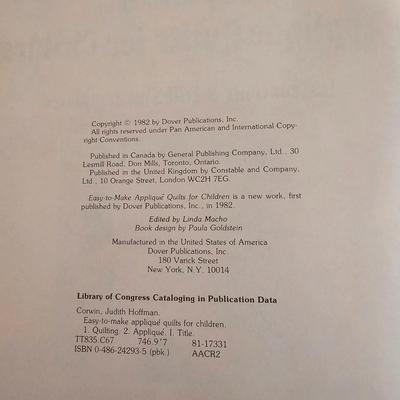 Copyright © 1982 by Dover Publications, Inc.
All rights reserved under Pan American and International Copy-
right Conventions.
Published in Canada by General Publishing Company, Ltd., 30
Lesmill Road, Don Mills, Toronto, Ontario.
Published in the United Kingdom by Constable and Company,
Ltd., 10 Orange Street, London WC2H 7EG.
Easy-to-Make Appliqué Quilts for Children is a new work, first
published by Dover Publications, Inc., in 1982.
Edited by Linda Macho
Book design by Paula Goldstein
Manufactured in the United States of America
Dover Publications, Inc.
180 Varick Street
New York, N.Y. 10014
Library of Congress Cataloging in Publication Data
Corwin, Judith Hoffman.
Easy-to-make appliqué quilts for children.
1. Quilting. 2. Appliqué. I. Title.
TT835.C67 746.9'7 81-17331
ISBN 0-486-24293-5 (pbk.) AACR2